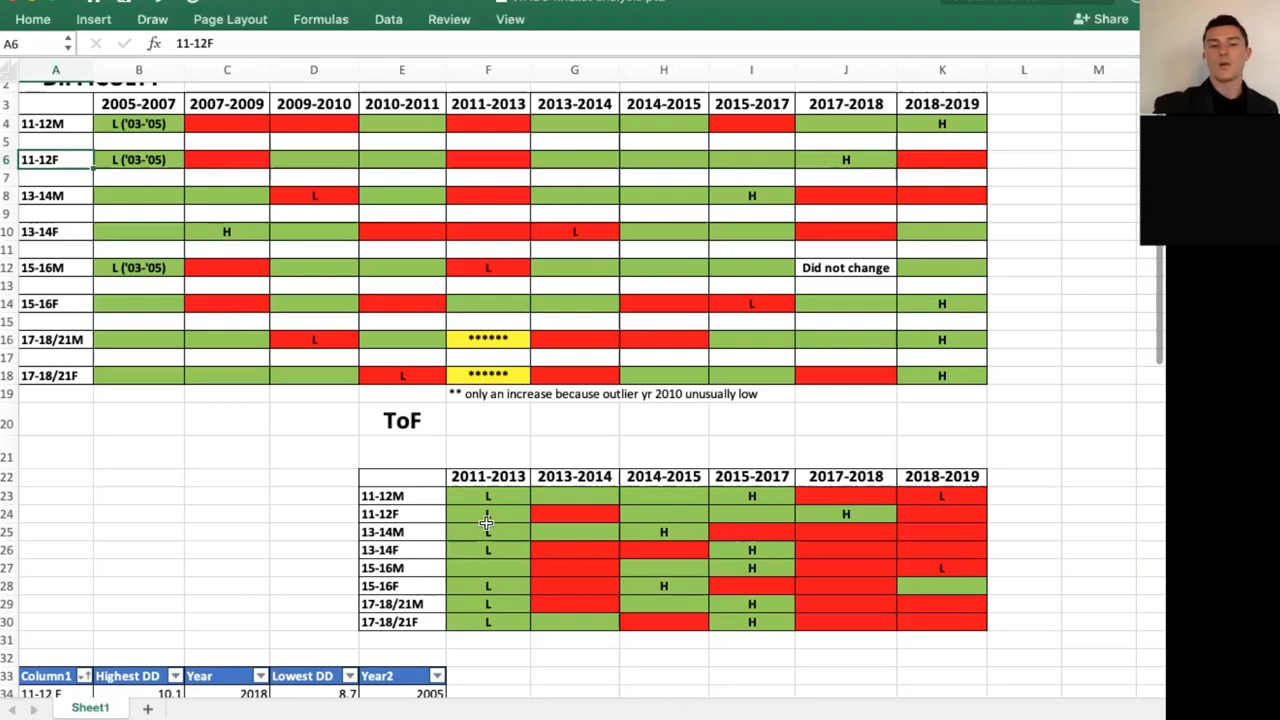 Home Insert Draw Page Layout Formulas Data Review View Share
A6 fx 11-12F
A B C D E F G H I J K L M
2
3 2005-2007 2007-2009 2009-2010 2010-2011 2011-2013 2013-2014 2014-2015 2015-2017 2017-2018 2018-2019
4 11-12M L ('03-'05) H
5
6 11-12F L ('03-'05) H
7
8 13-14M L H
9
10 13-14F H L
11
12 15-16M L ('03-'05) L Did not change
13
14 15-16F L H
15
16 17-18/21M L ****** H
17
18 17-18/21F L ****** H
19 ** only an increase because outlier yr 2010 unusually low
20 ToF
21
22 2011-2013 2013-2014 2014-2015 2015-2017 2017-2018 2018-2019
23 11-12M L H L
24 11-12F L H
25 13-14M L H
26 13-14F L H
27 15-16M H L
28 15-16F L H
29 17-18/21M L H
30 17-18/21F L H
31
32
33 Column1 Highest DD Year Lowest DD Year2
34 11-12 F 10.1 2018 8.7 2005
Sheet1